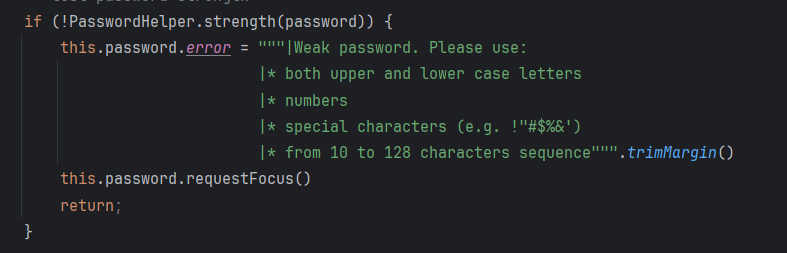 if (!PasswordHelper.strength(password)) {
this.password.error = """|Weak password. Please use:
|* both upper and lower case letters
|* numbers
|* special characters (e.g. !"#$%&')
|* from 10 to 128 characters sequence""".trimMargin()
this.password.requestFocus()
return;
}